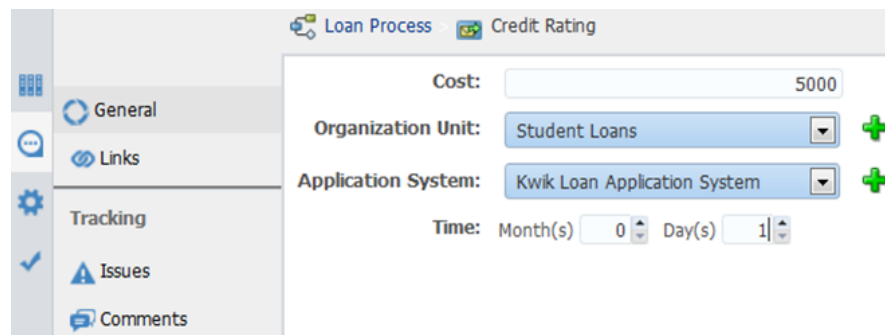 Loan Process Credit Rating
General
Links
Tracking
Issues
Comments
Cost: 5000
Organization Unit: Student Loans
Application System: Kwik Loan Application System
Time: Month(s) 0 Day(s) 1